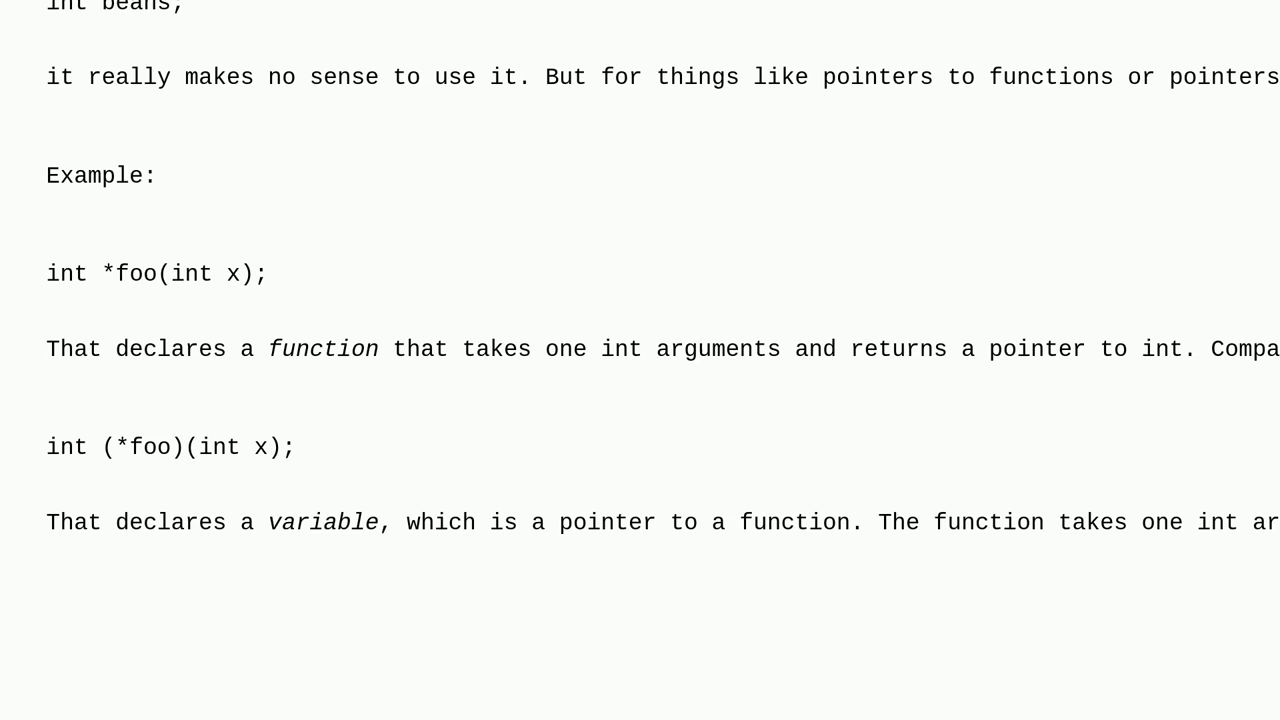 int beans;
it really makes no sense to use it. But for things like pointers to functions or pointers
Example:
int *foo(int x);
That declares a function that takes one int arguments and returns a pointer to int. Compa
int (*foo)(int x);
That declares a variable, which is a pointer to a function. The function takes one int ar